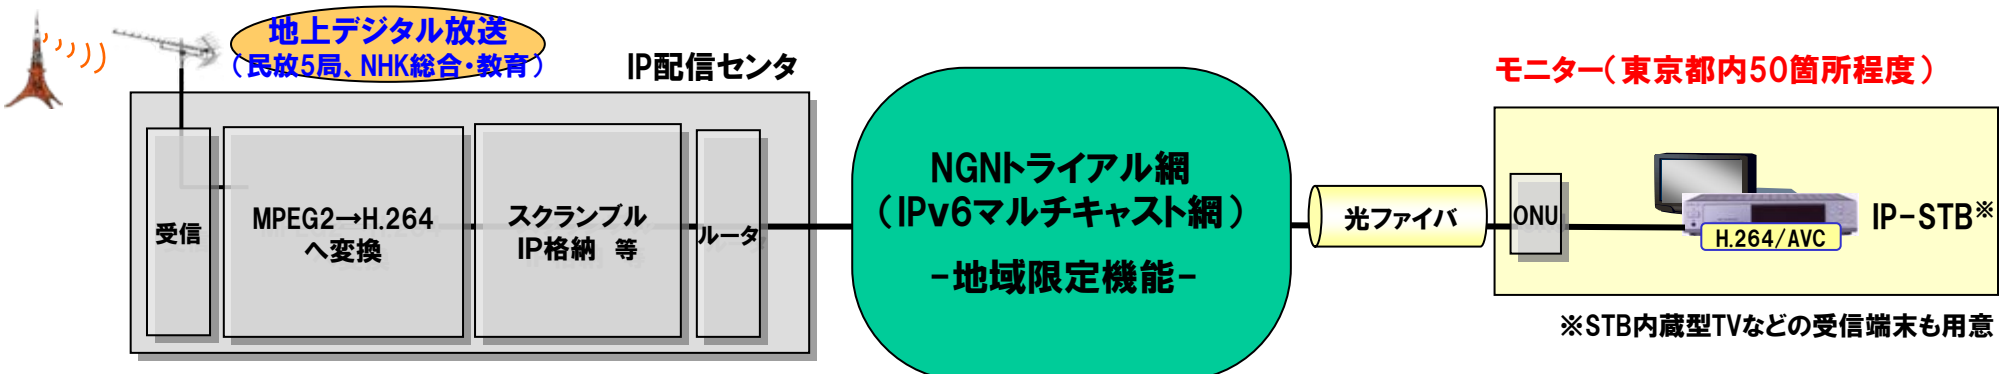 地上デジタル放送
（民放5局、NHK総合・教育）
IP配信センタ
受信
MPEG2→H.264
へ変換
スクランブル
IP格納　等
ルータ
NGNトライアル網
（IPv6マルチキャスト網）
－地域限定機能－
光ファイバ
モニター（東京都内50箇所程度）
ONU
H.264/AVC
IP－STB※
※STB内蔵型TVなどの受信端末も用意